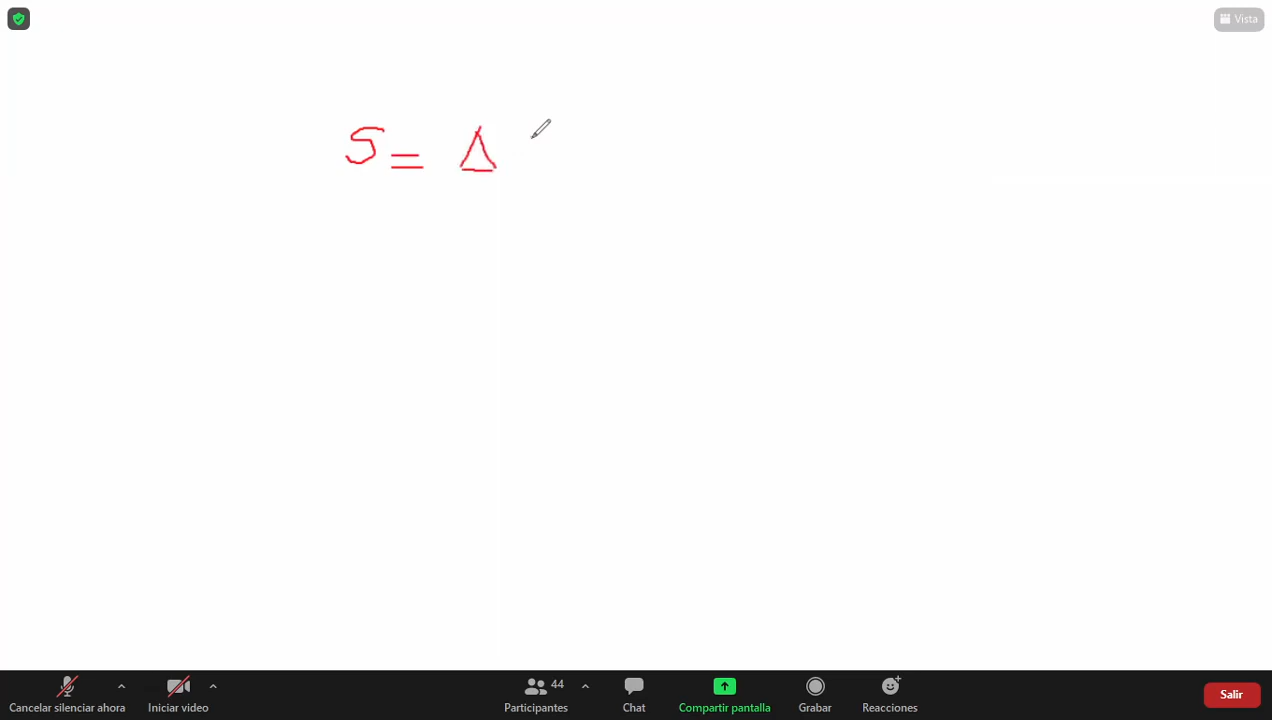 Vista
S = Δ
Cancelar silenciar ahora Iniciar video 44 Participantes Chat Compartir pantalla Grabar Reacciones Salir